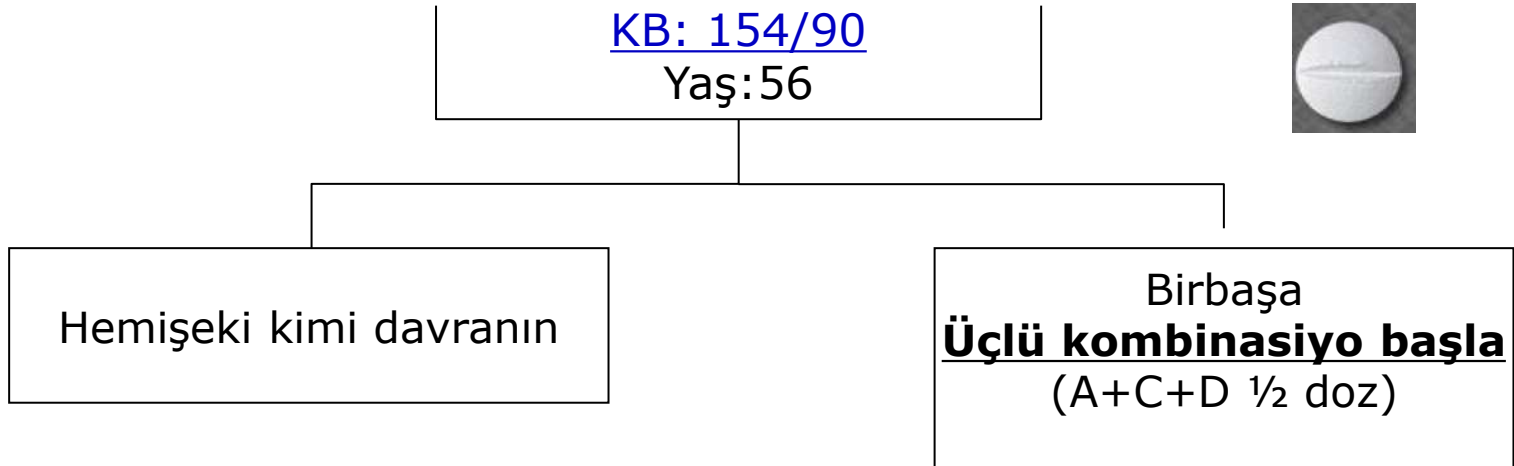 KB: 154/90
Yaş:56
Hemişeki kimi davranın
Birbaşa
Üçlü kombinasiyo başla
(A+C+D ½ doz)